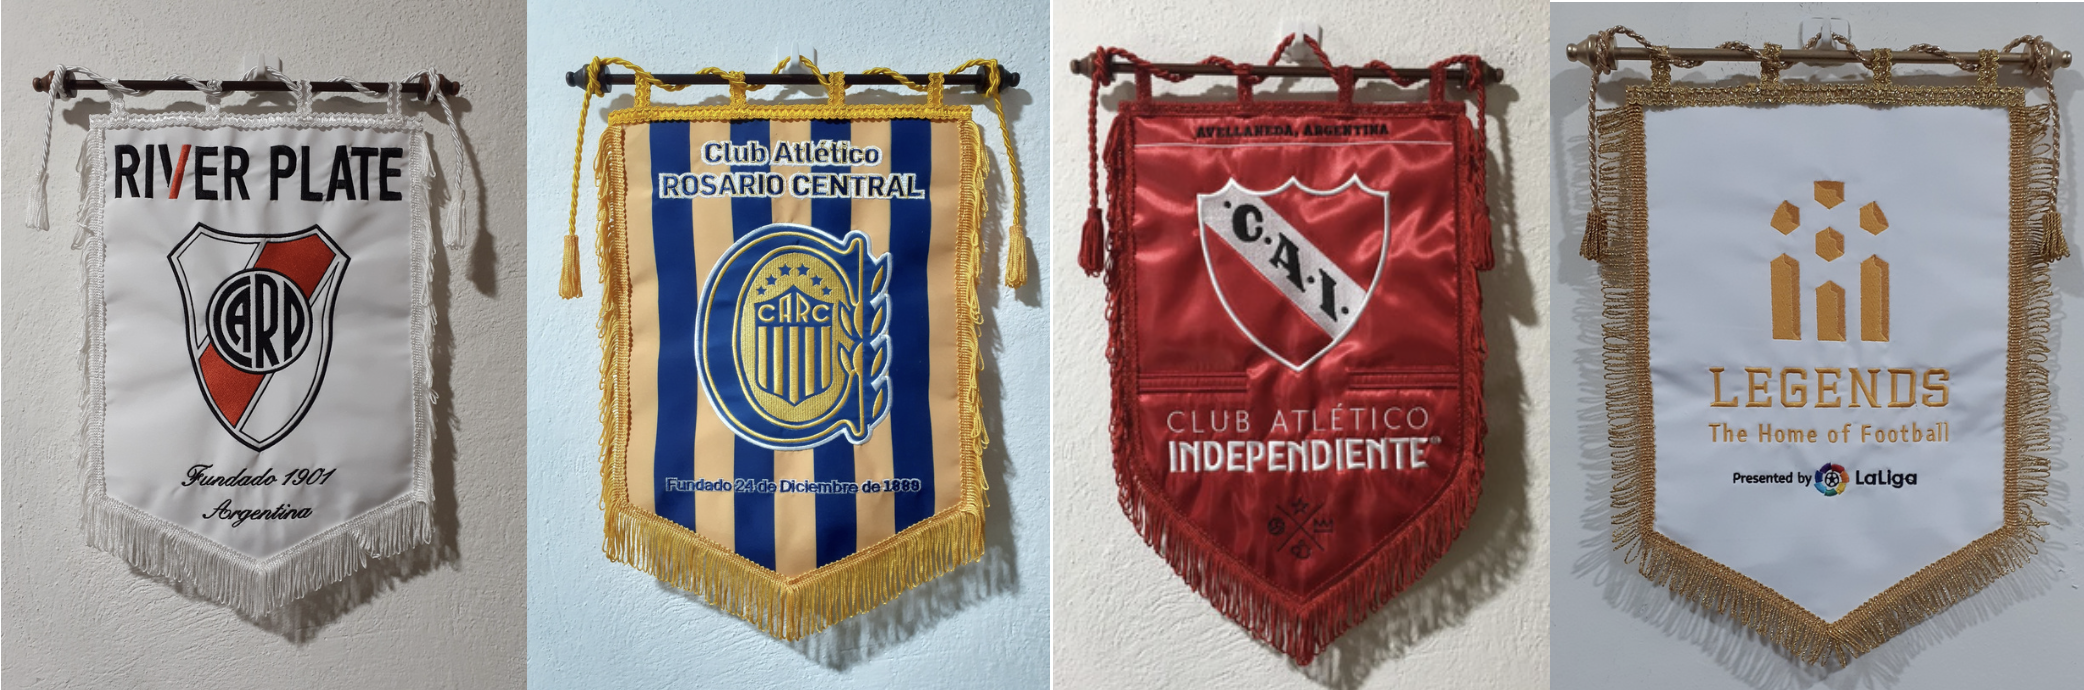 RIVER PLATE
CARP
Fundado 1901
Argentina
Club Atlético
ROSARIO CENTRAL
CARC
Fundado 24 de Diciembre de 1889
AVELLANEDA, ARGENTINA
·C.A.I.
CLUB ATLÉTICO
INDEPENDIENTE®
LEGENDS
The Home of Football
Presented by LaLiga